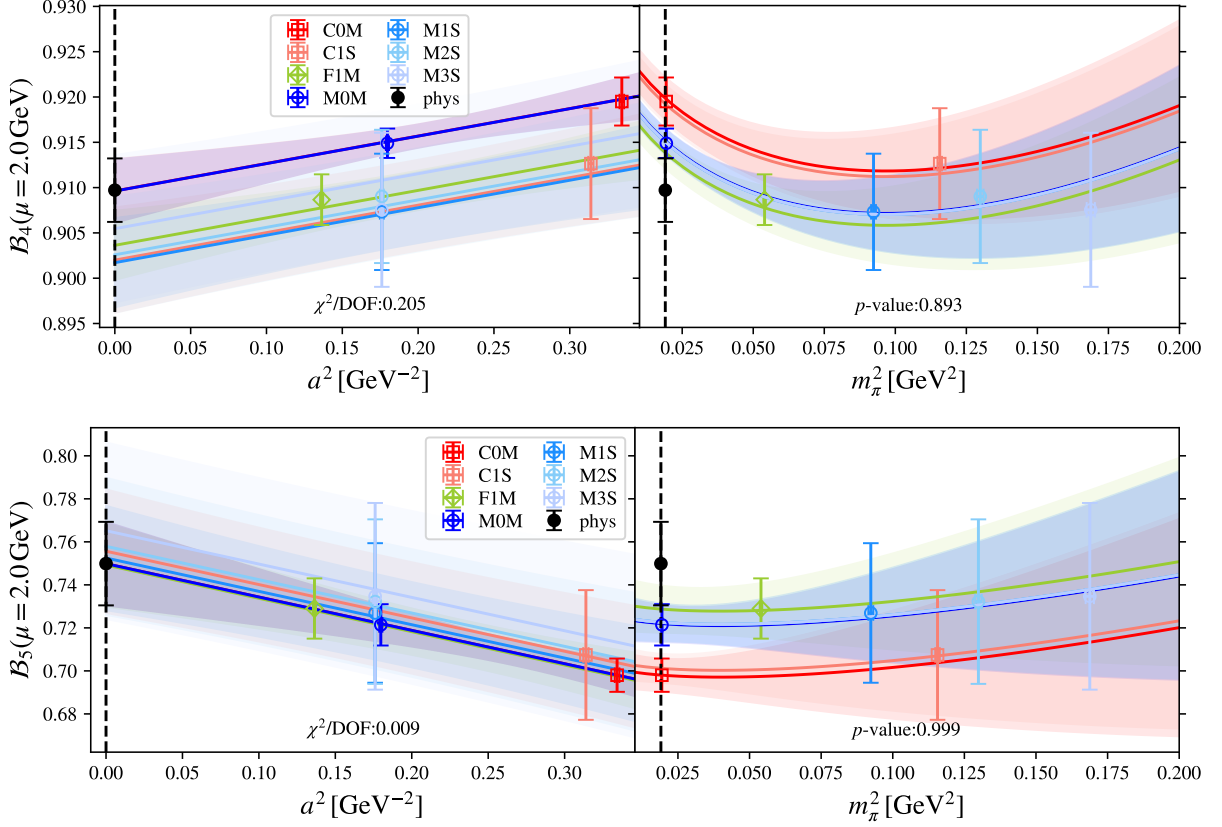 0.930
0.925
0.920
0.915
0.910
0.905
0.900
0.895
ℬ₄(μ = 2.0 GeV)
C0M
C1S
F1M
M0M
M1S
M2S
M3S
phys
χ²/DOF:0.205
p-value:0.893
0.00 0.05 0.10 0.15 0.20 0.25 0.30
0.025 0.050 0.075 0.100 0.125 0.150 0.175 0.200
a² [GeV⁻²]
m_π² [GeV²]
0.80
0.78
0.76
0.74
0.72
0.70
0.68
ℬ₅(μ = 2.0 GeV)
C0M
C1S
F1M
M0M
M1S
M2S
M3S
phys
χ²/DOF:0.009
p-value:0.999
0.00 0.05 0.10 0.15 0.20 0.25 0.30
0.025 0.050 0.075 0.100 0.125 0.150 0.175 0.200
a² [GeV⁻²]
m_π² [GeV²]